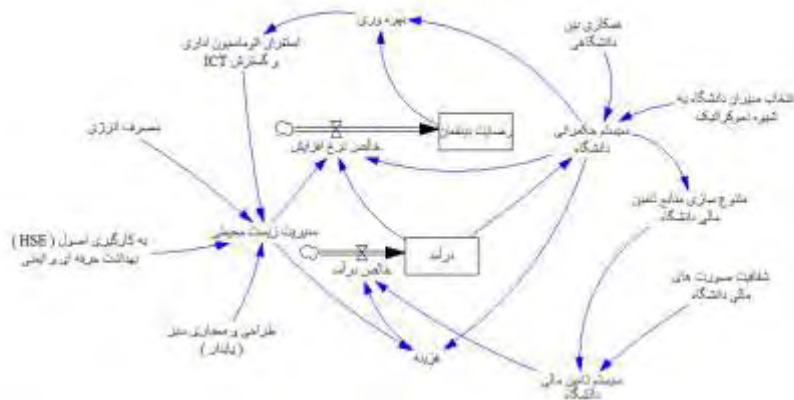 بهره وری
همکاری بین
دانشگاهی
استقرار اتوماسیون اداری
و گسترش ICT
انتخاب مدیران دانشگاه به
شیوه دموکراتیک
رضایت ذینفعان
سیستم حکمرانی
دانشگاه
خالص نرخ افزایش
مصرف انرژی
متنوع سازی منابع تامین
مالی دانشگاه
مدیریت زیست محیطی
به کارگیری اصول (HSE)
بهداشت حرفه ای و ایمنی
درآمد
خالص درآمد
شفافیت صورت های
مالی دانشگاه
طراحی و معماری سبز
(پایدار)
هزینه
سیستم تامین مالی
دانشگاه